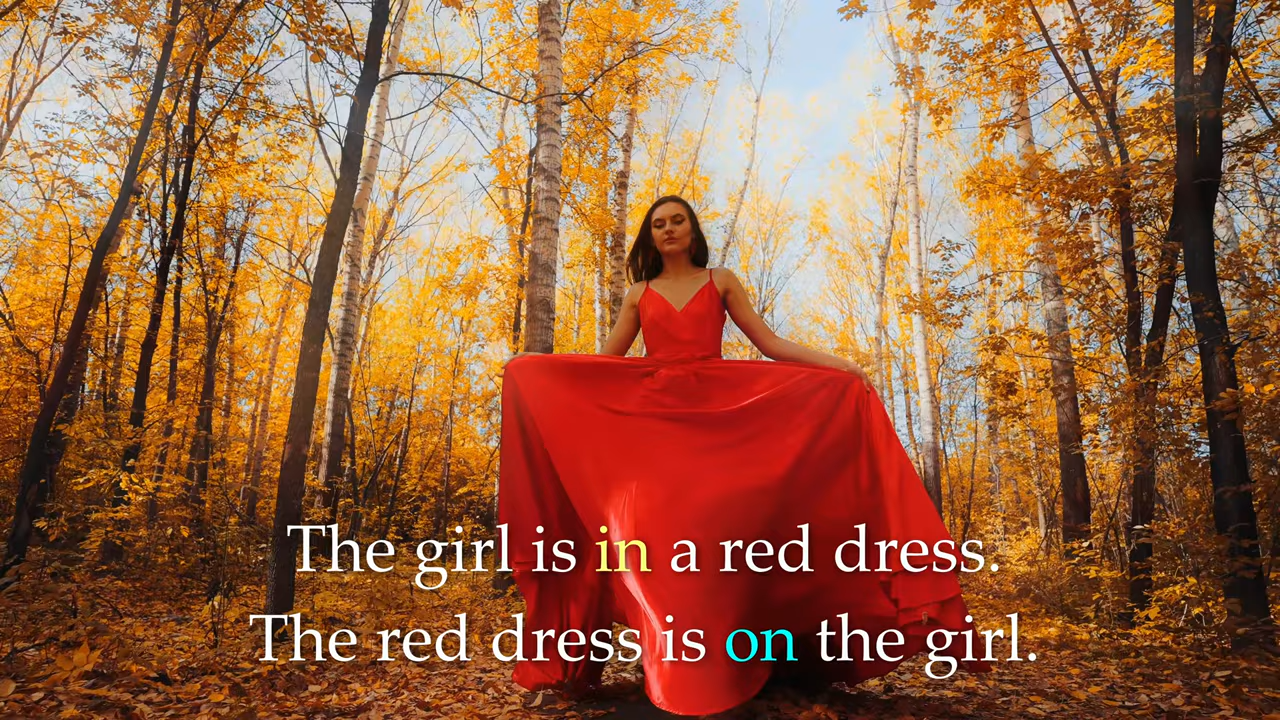 The girl is in a red dress.
The red dress is on the girl.